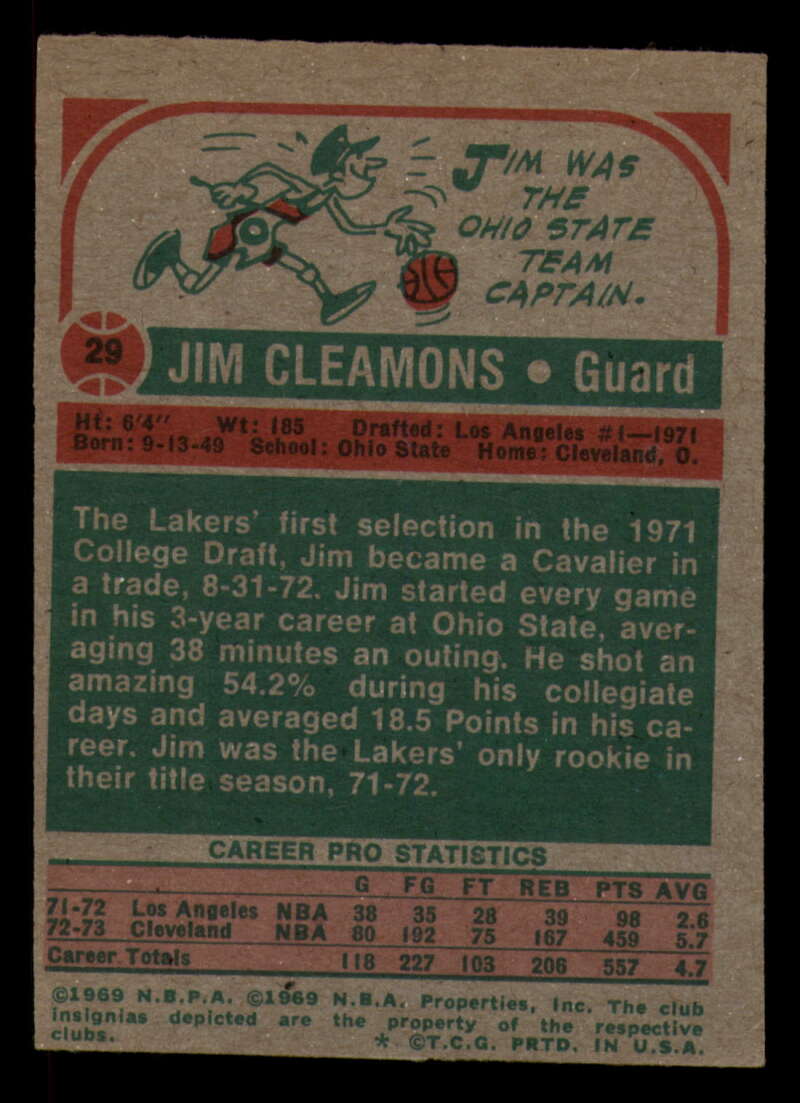 JIM WAS
THE
OHIO STATE
TEAM
CAPTAIN.
29 JIM CLEAMONS • Guard
Ht: 6'4" Wt: 185 Drafted: Los Angeles #1—1971
Born: 9-13-49 School: Ohio State Home: Cleveland, O.
The Lakers' first selection in the 1971
College Draft, Jim became a Cavalier in
a trade, 8-31-72. Jim started every game
in his 3-year career at Ohio State, aver-
aging 38 minutes an outing. He shot an
amazing 54.2% during his collegiate
days and averaged 18.5 Points in his ca-
reer. Jim was the Lakers' only rookie in
their title season, 71-72.
CAREER PRO STATISTICS
G FG FT REB PTS AVG
71-72 Los Angeles NBA 38 35 28 39 98 2.6
72-73 Cleveland NBA 80 192 75 167 459 5.7
Career Totals 118 227 103 206 557 4.7
©1969 N.B.P.A. ©1969 N.B.A. Properties, Inc. The club
insignias depicted are the property of the respective
clubs. * ©T.C.G. PRTD. IN U.S.A.